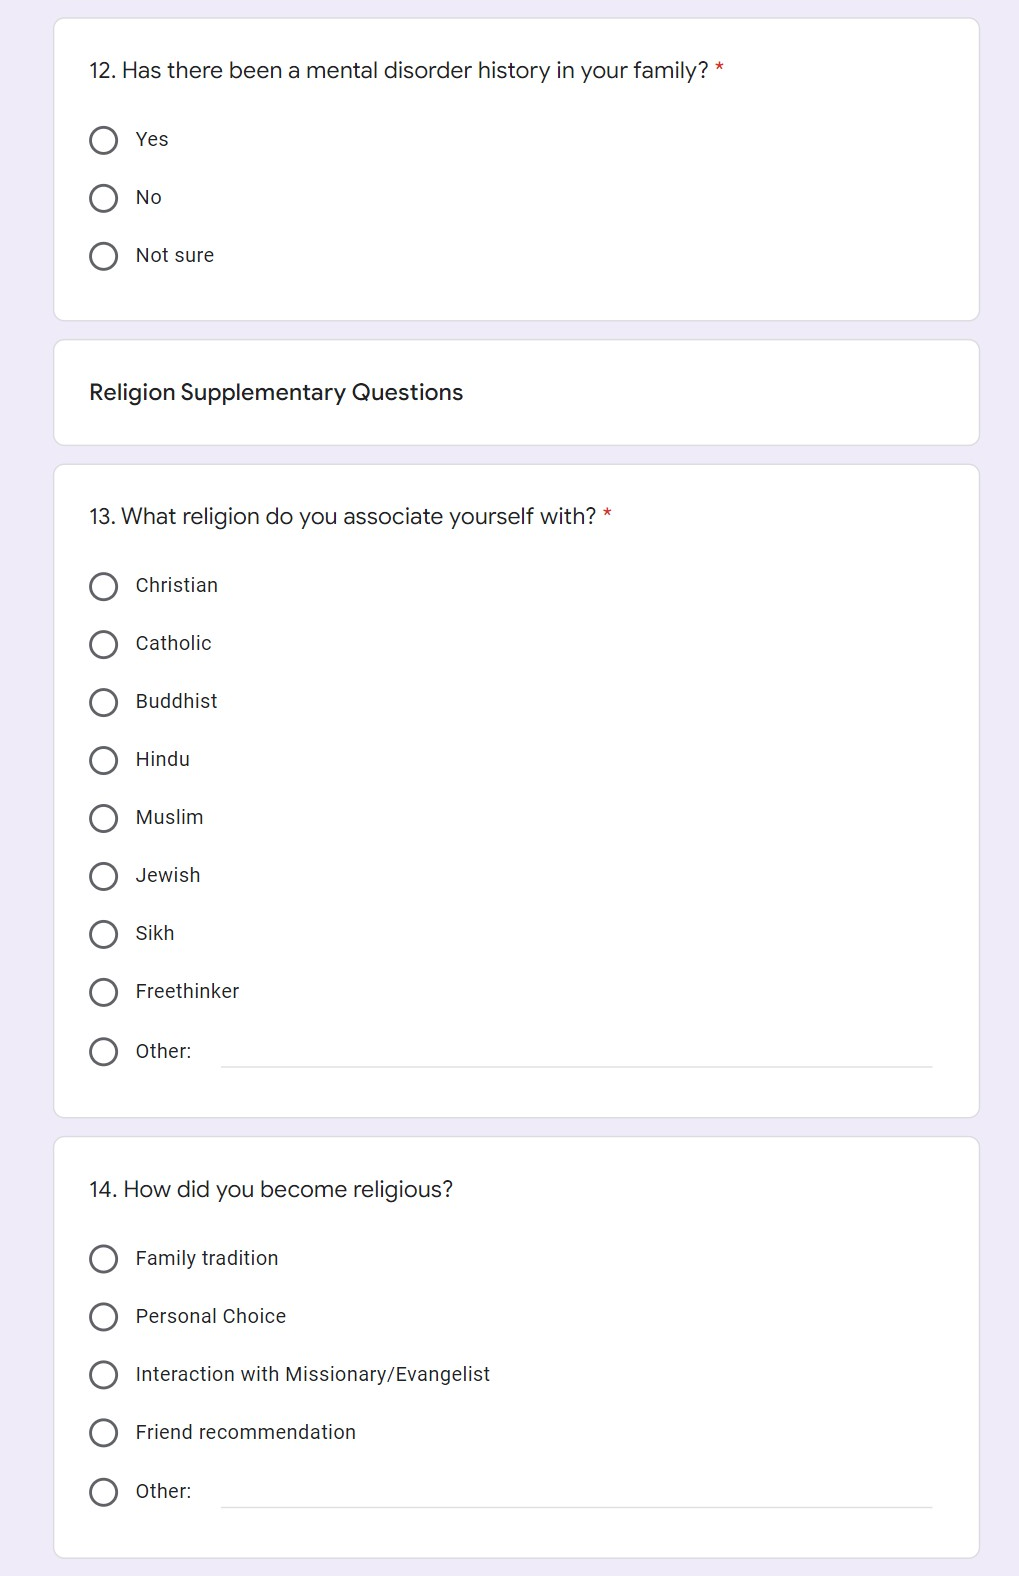 12. Has there been a mental disorder history in your family? *
Yes
No
Not sure
Religion Supplementary Questions
13. What religion do you associate yourself with? *
Christian
Catholic
Buddhist
Hindu
Muslim
Jewish
Sikh
Freethinker
Other:
14. How did you become religious?
Family tradition
Personal Choice
Interaction with Missionary/Evangelist
Friend recommendation
Other: